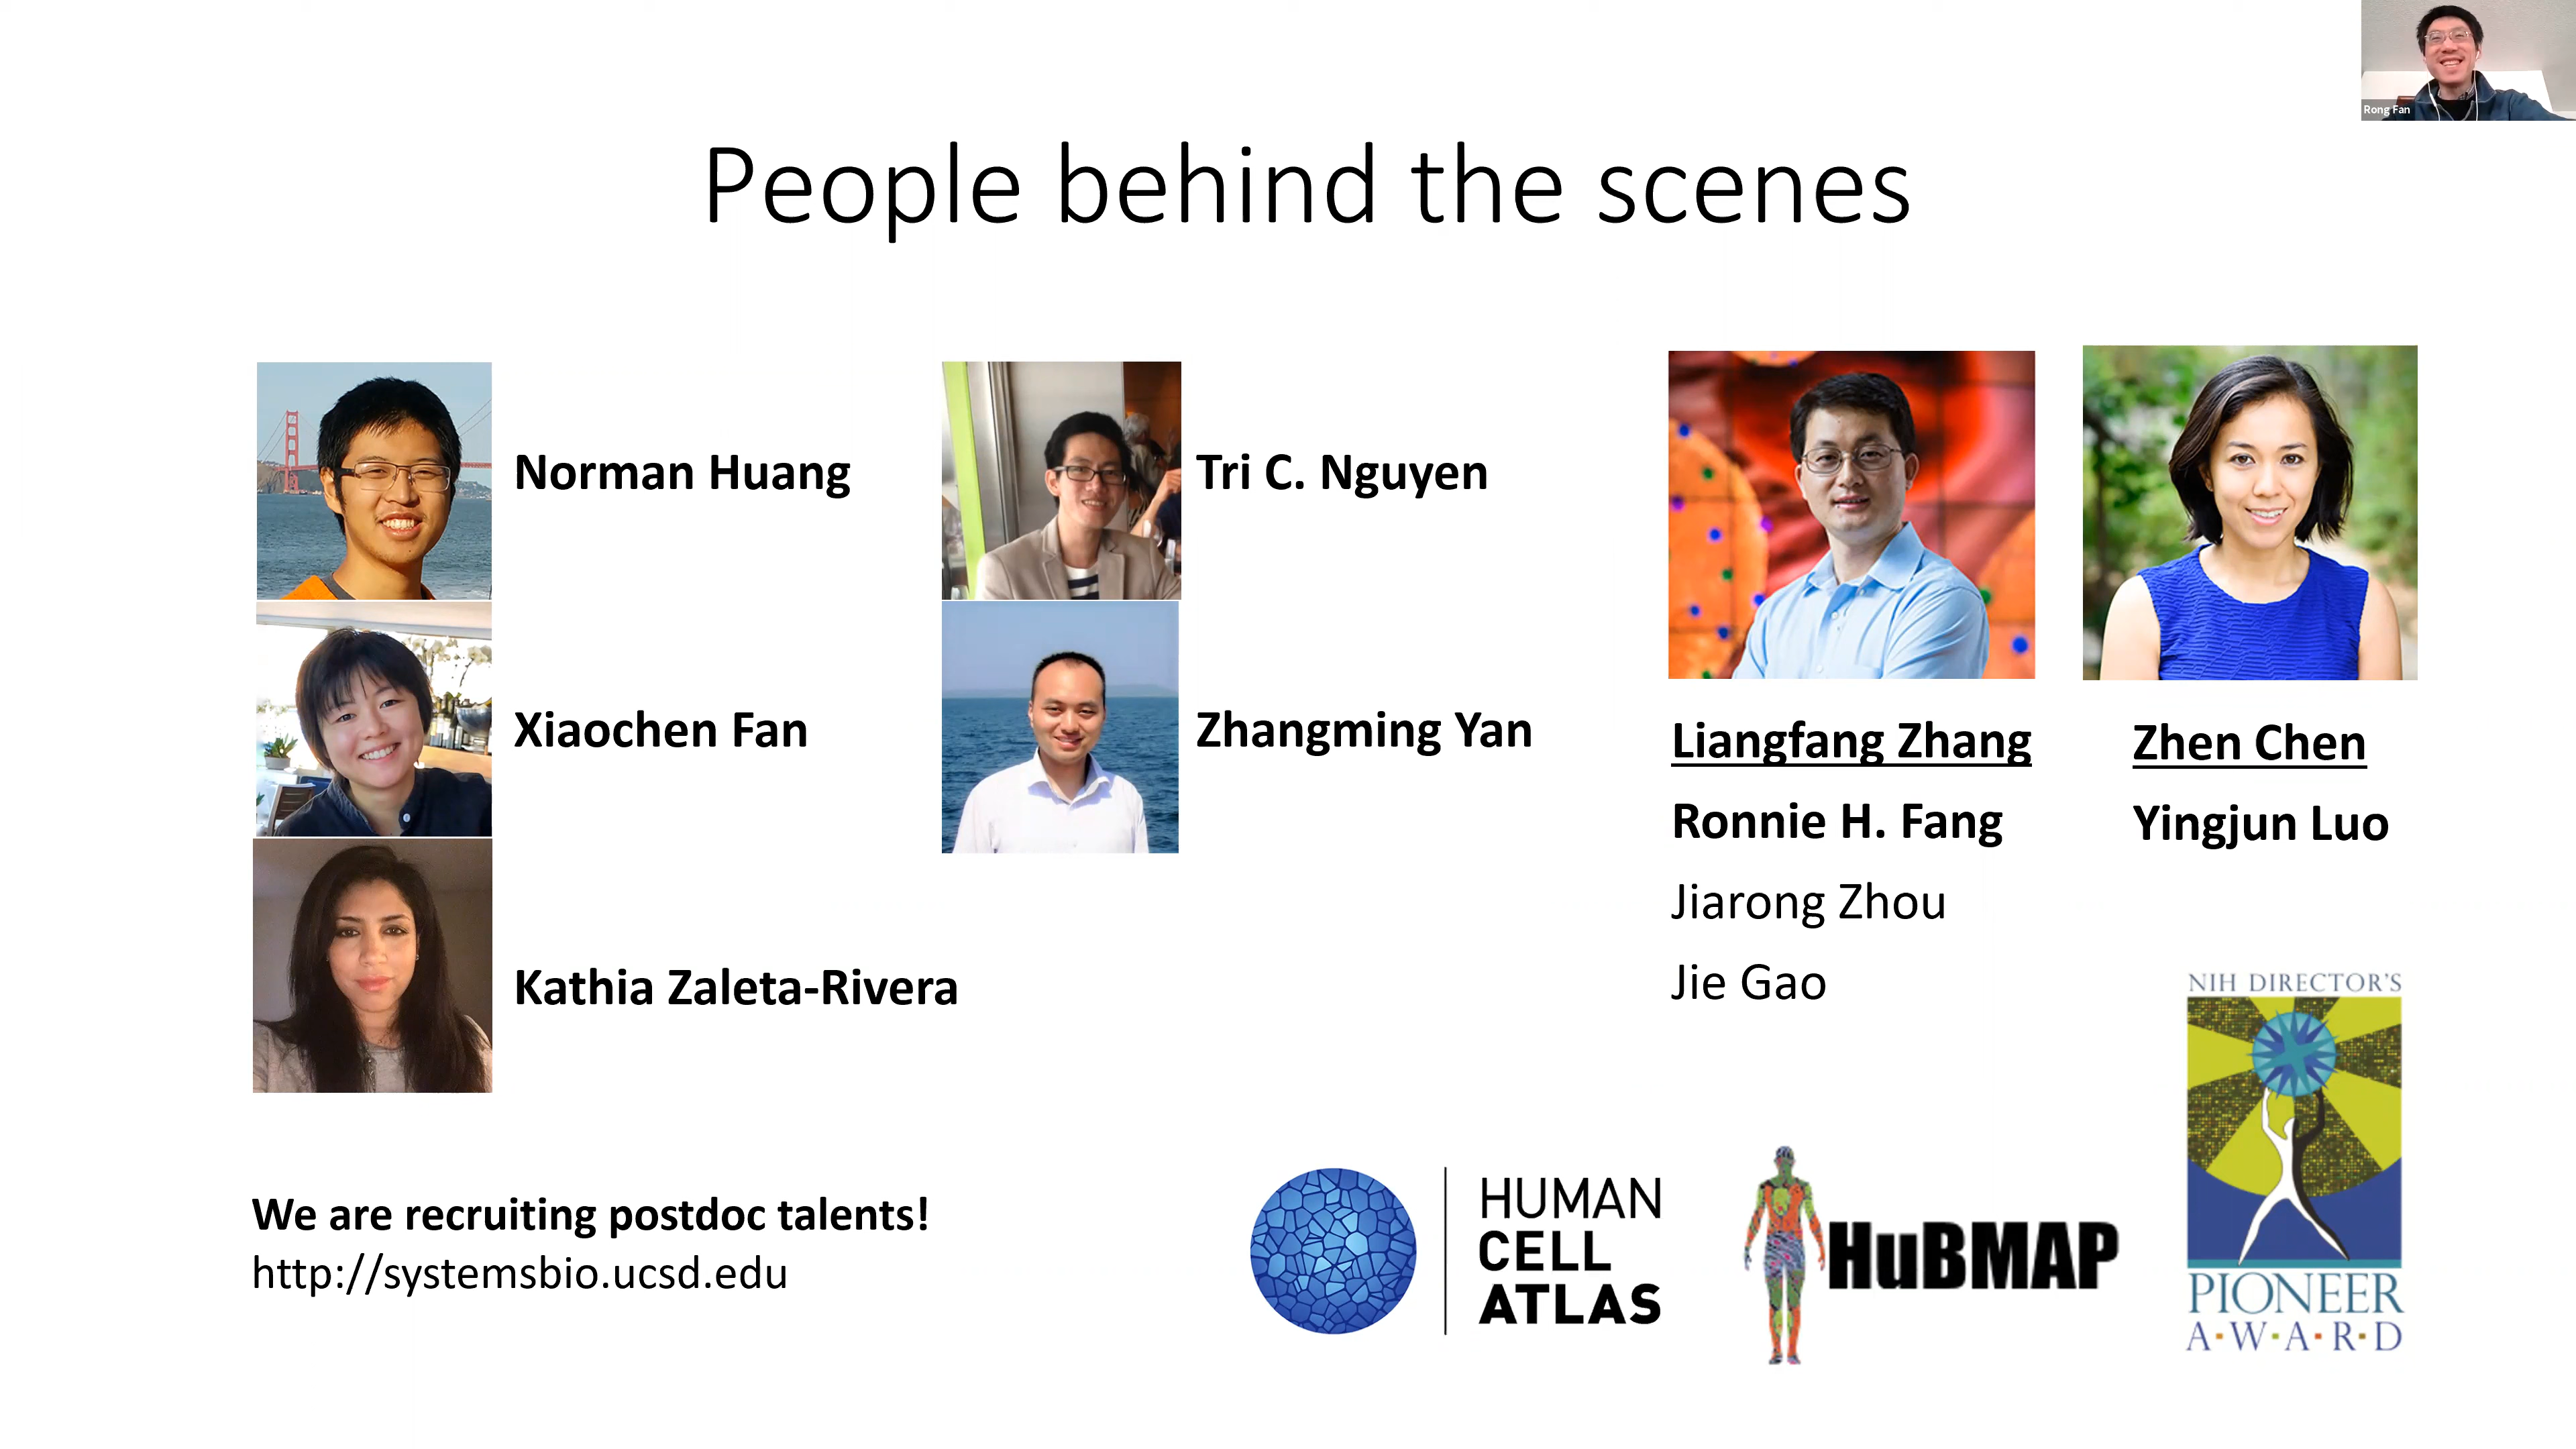 Rong Fan
People behind the scenes
Norman Huang
Tri C. Nguyen
Xiaochen Fan
Zhangming Yan
Kathia Zaleta-Rivera
Liangfang Zhang
Ronnie H. Fang
Jiarong Zhou
Jie Gao
Zhen Chen
Yingjun Luo
We are recruiting postdoc talents!
http://systemsbio.ucsd.edu
HUMAN
CELL
ATLAS
HuBMAP
NIH DIRECTOR'S
PIONEER
A·W·A·R·D